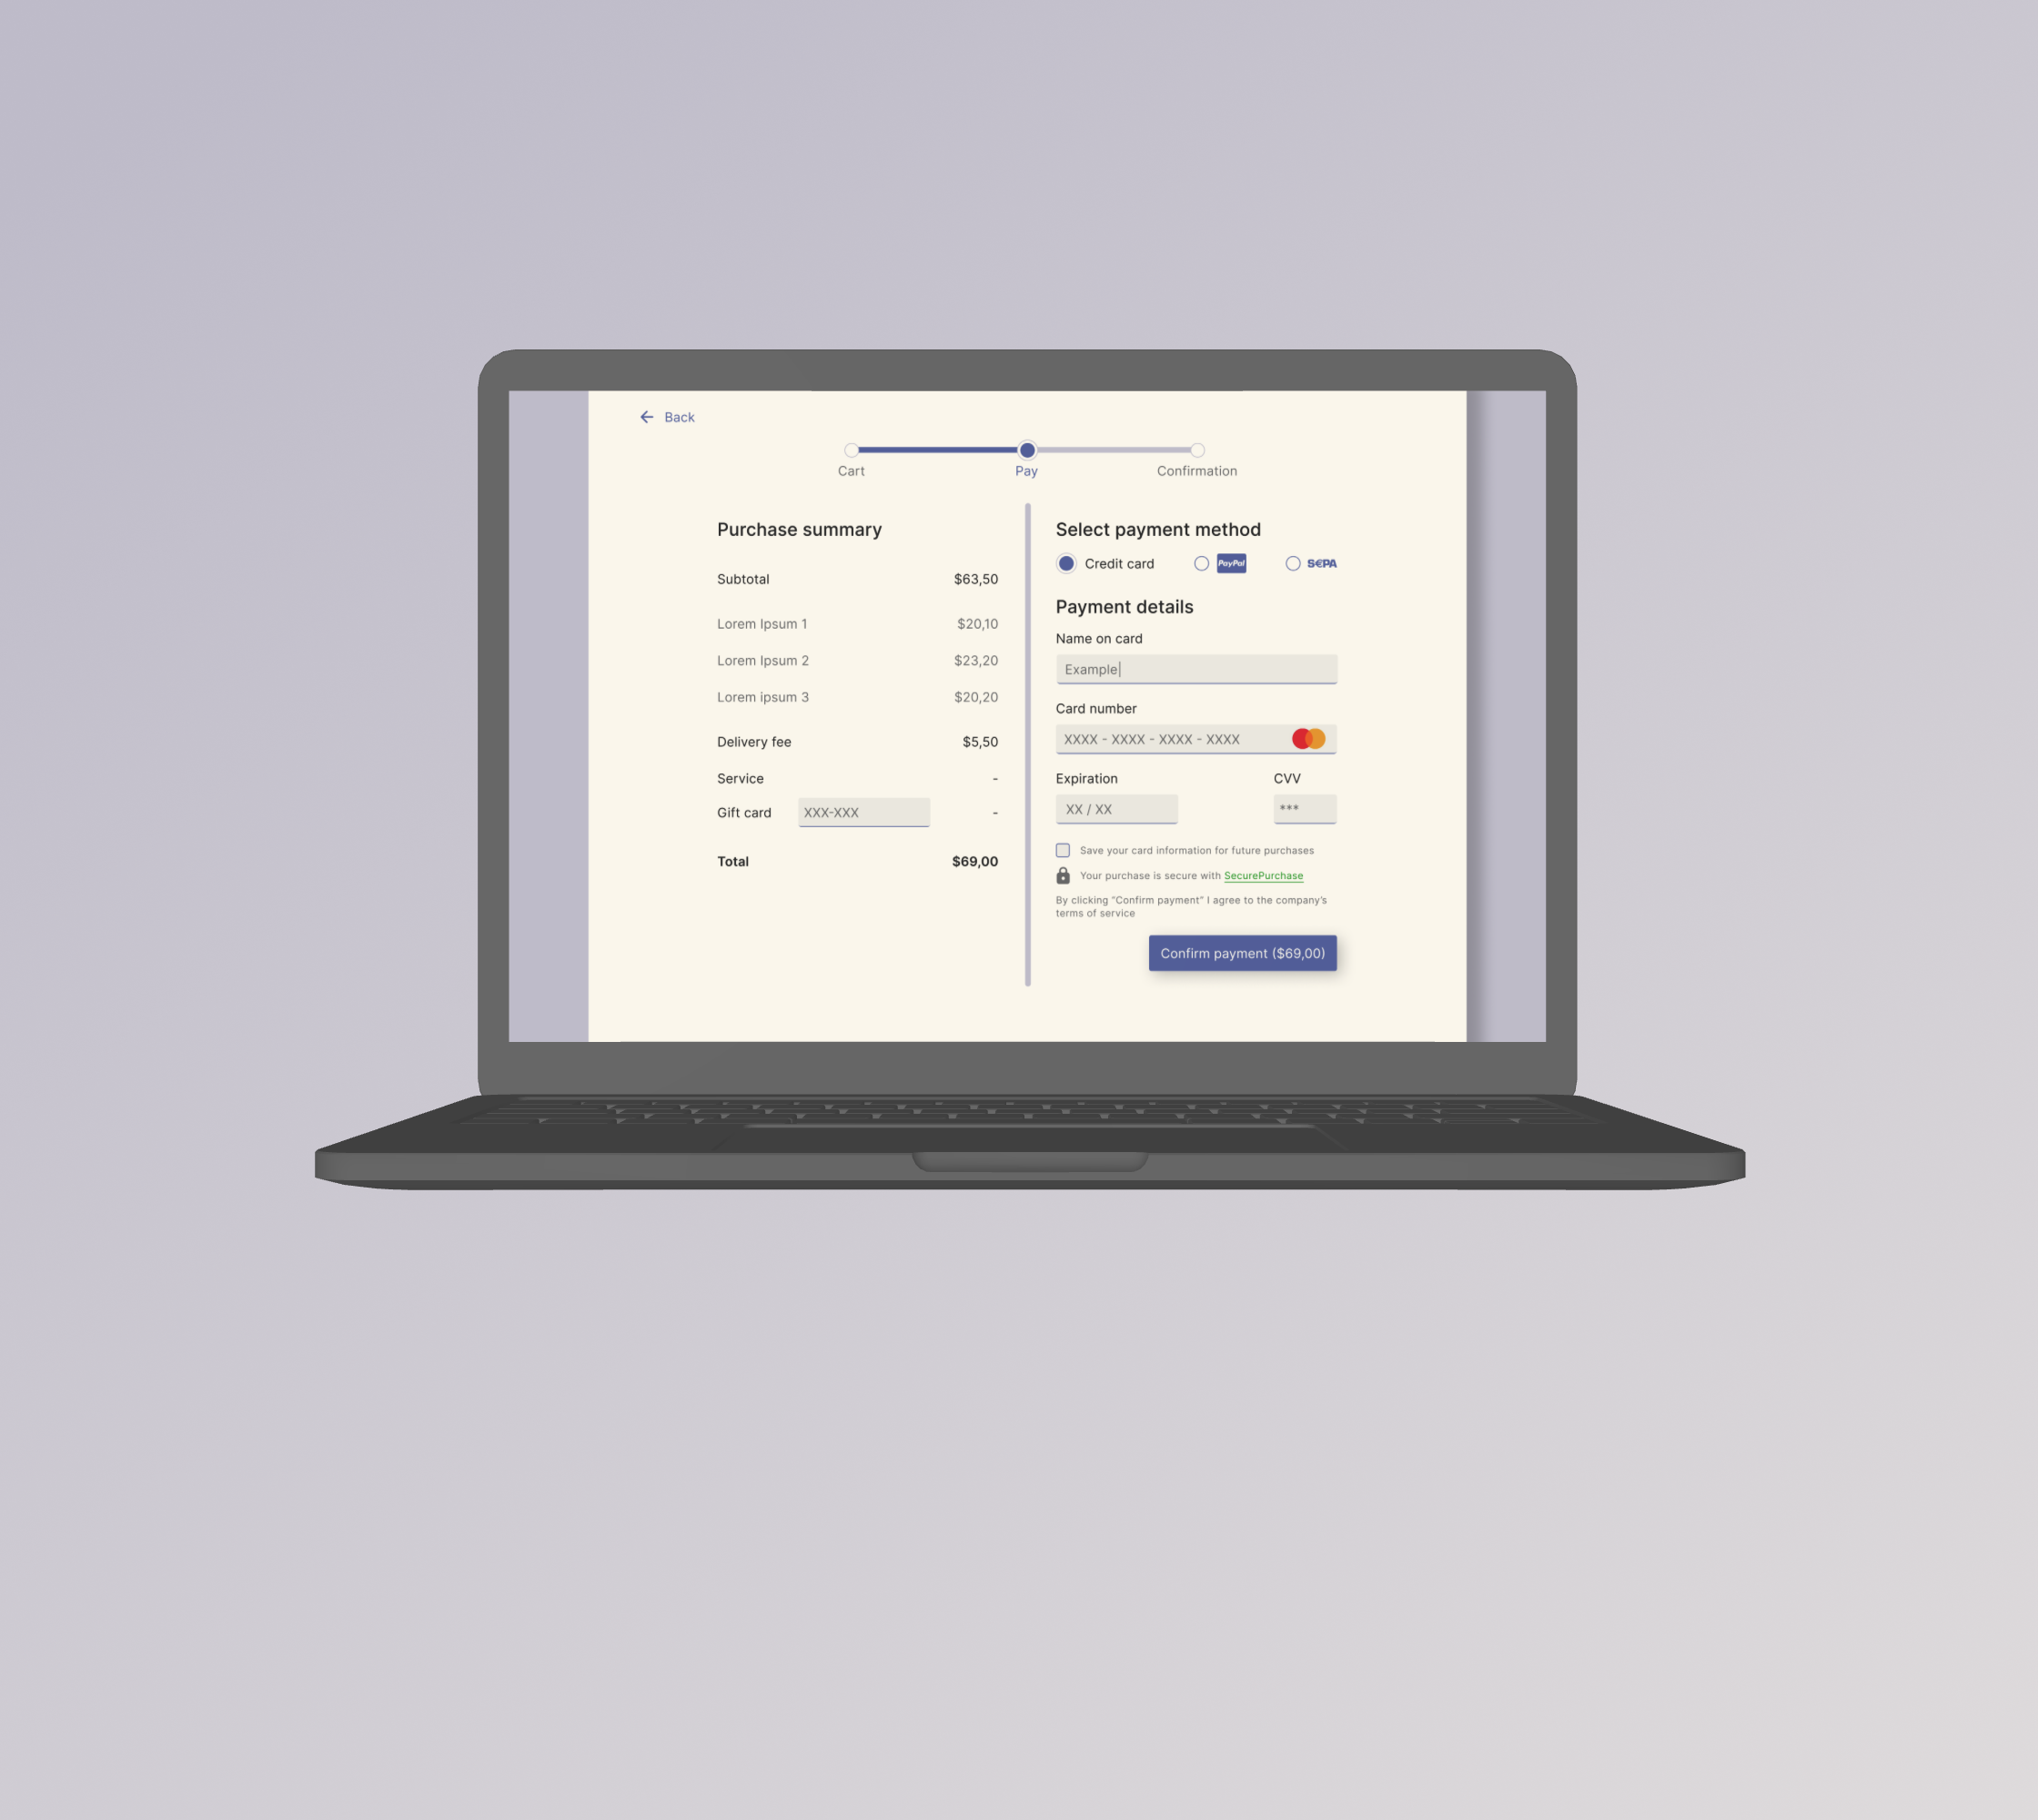 Back
Cart
Pay
Confirmation
Purchase summary
Subtotal $63,50
Lorem Ipsum 1 $20,10
Lorem Ipsum 2 $23,20
Lorem ipsum 3 $20,20
Delivery fee $5,50
Service -
Gift card XXX-XXX -
Total $69,00
Select payment method
Credit card PayPal S€PA
Payment details
Name on card
Example
Card number
XXXX - XXXX - XXXX - XXXX
Expiration CVV
XX / XX ***
Save your card information for future purchases
Your purchase is secure with SecurePurchase
By clicking “Confirm payment” I agree to the company’s
terms of service
Confirm payment ($69,00)